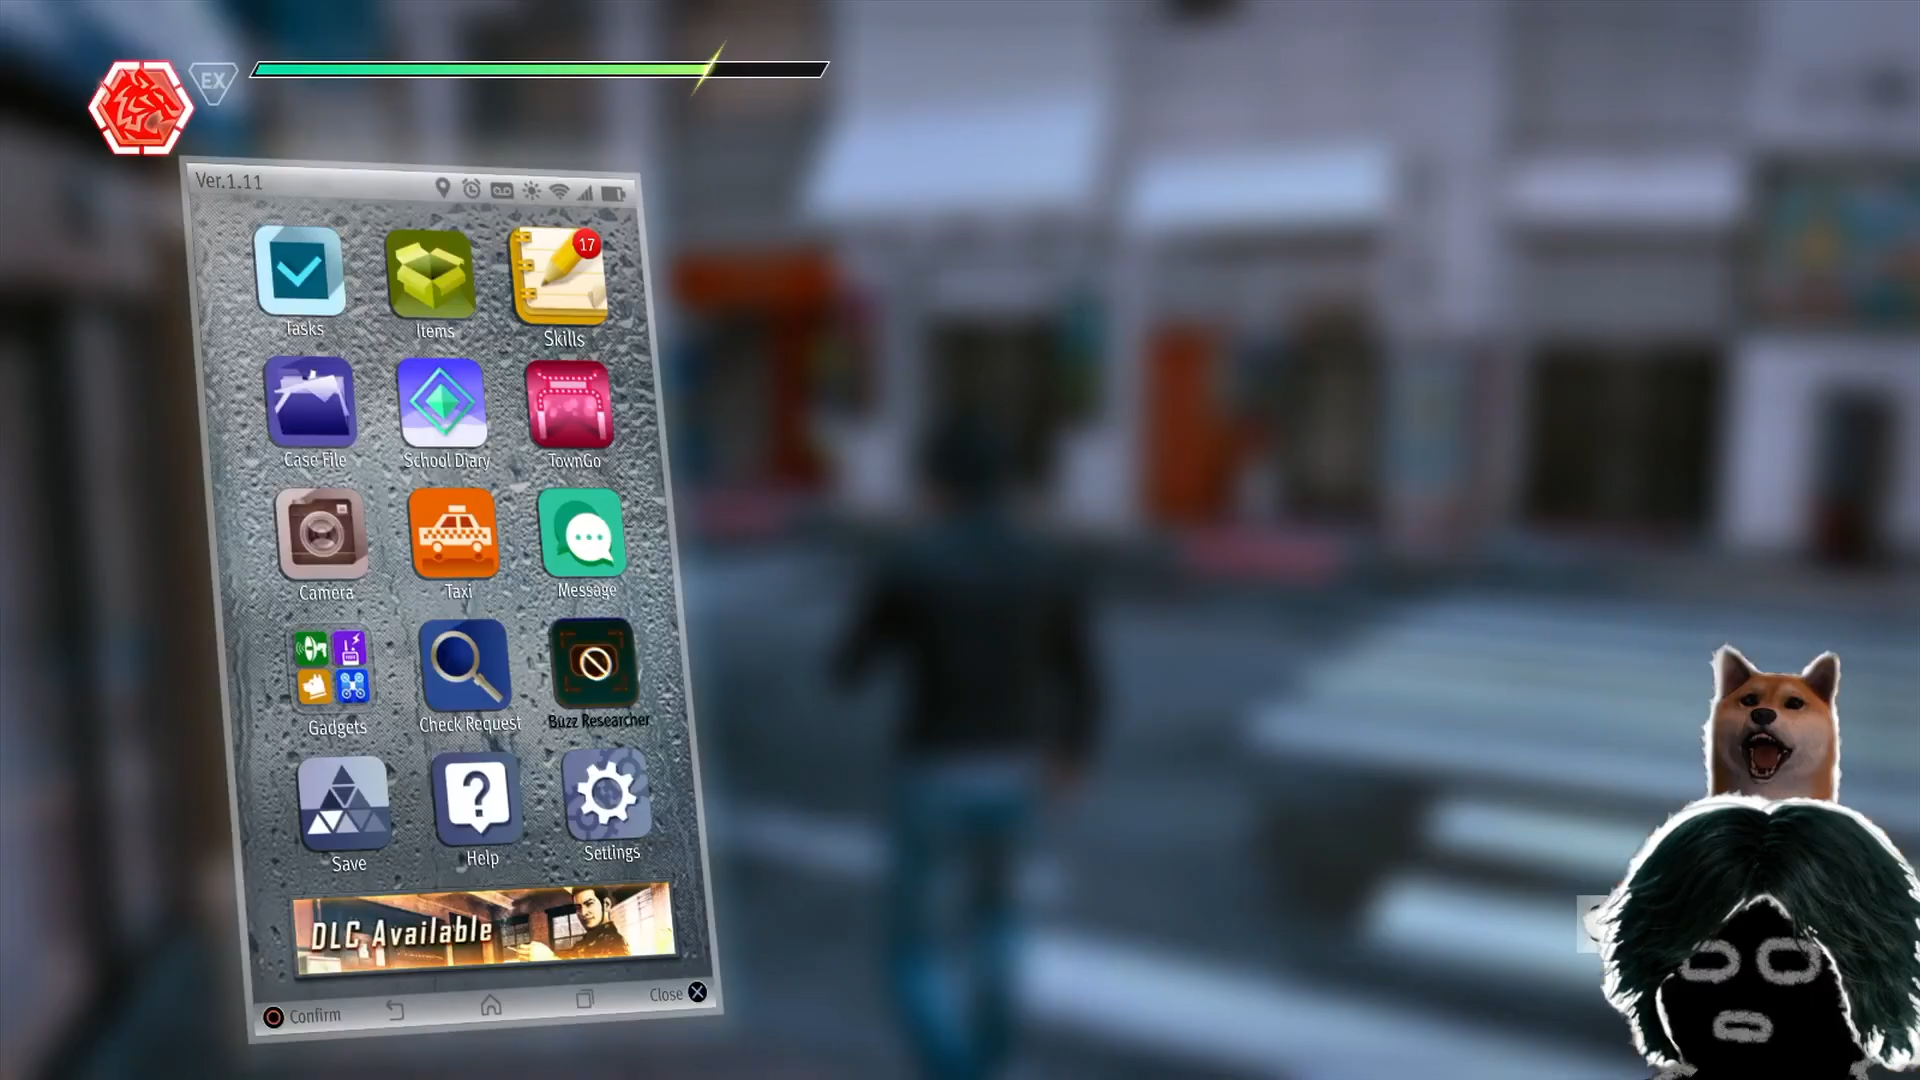 EX
Ver.1.11
17
Tasks
Items
Skills
Case File
School Diary
TownGo
Camera
Taxi
Message
Gadgets
Check Request
Buzz Researcher
Save
Help
Settings
DLC Available
Confirm
Close